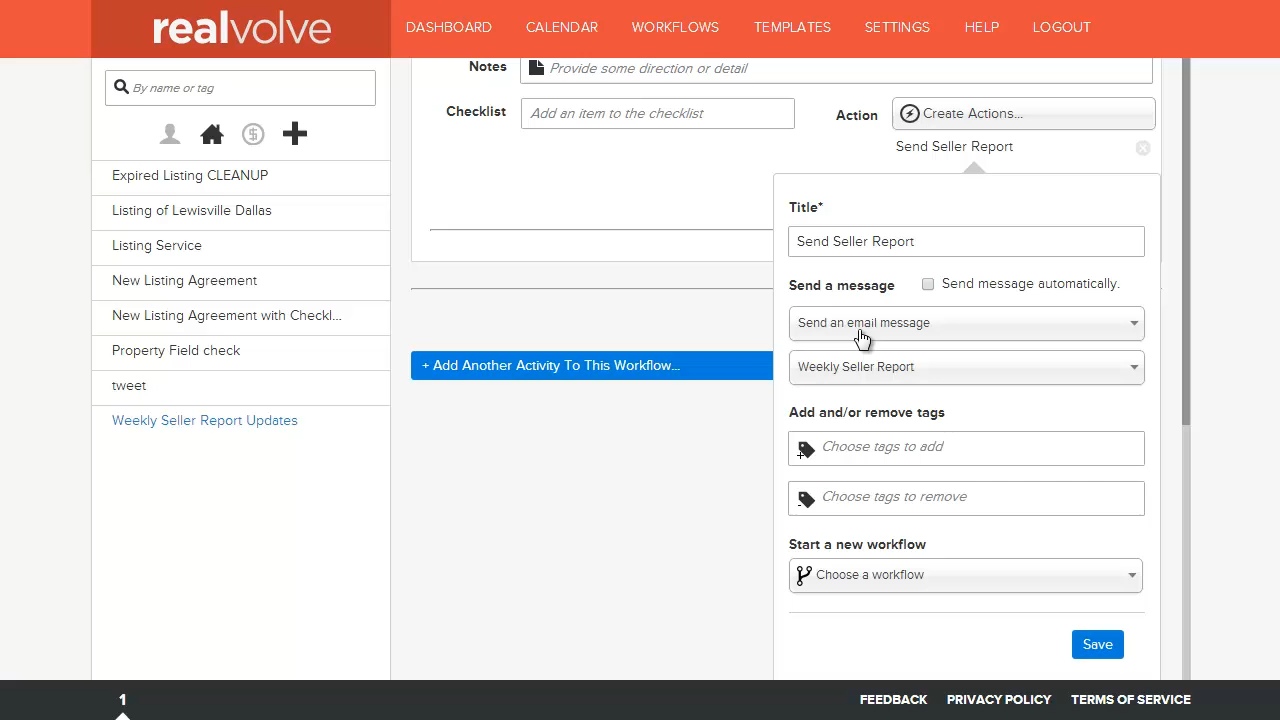 realvolve
DASHBOARD CALENDAR WORKFLOWS TEMPLATES SETTINGS HELP LOGOUT
By name or tag
Expired Listing CLEANUP
Listing of Lewisville Dallas
Listing Service
New Listing Agreement
New Listing Agreement with Checkl...
Property Field check
tweet
Weekly Seller Report Updates
Notes Provide some direction or detail
Checklist Add an item to the checklist
Action Create Actions...
Send Seller Report
Title*
Send Seller Report
Send a message Send message automatically.
Send an email message
Weekly Seller Report
Add and/or remove tags
Choose tags to add
Choose tags to remove
Start a new workflow
Choose a workflow
Save
+ Add Another Activity To This Workflow...
1
FEEDBACK PRIVACY POLICY TERMS OF SERVICE